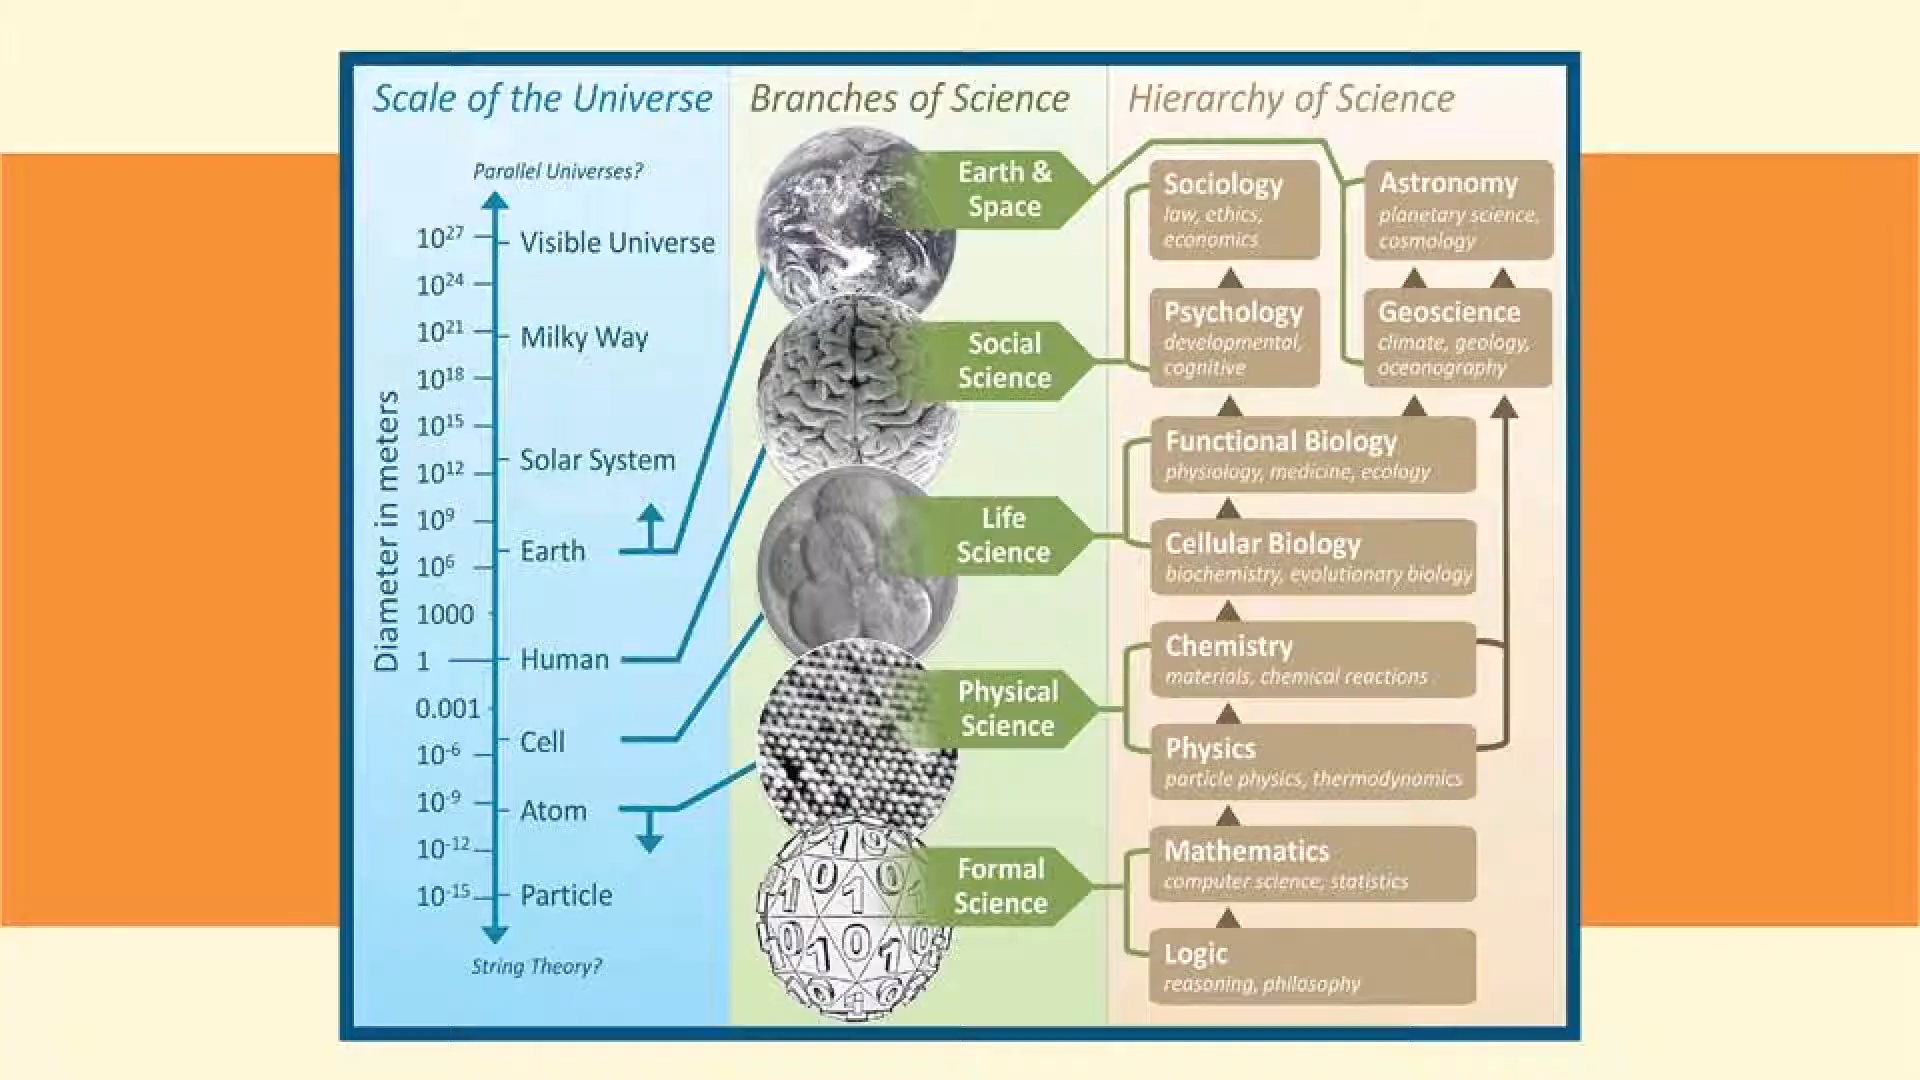 Scale of the Universe
Parallel Universes?
Diameter in meters
10²⁷
Visible Universe
10²⁴
10²¹
Milky Way
10¹⁸
10¹⁵
Solar System
10¹²
10⁹
Earth
10⁶
1000
1
Human
0.001
Cell
10⁻⁶
10⁻⁹
Atom
10⁻¹²
10⁻¹⁵
Particle
String Theory?
Branches of Science
Earth &
Space
Social
Science
Life
Science
Physical
Science
Formal
Science
Hierarchy of Science
Sociology
law, ethics,
economics
Astronomy
planetary science,
cosmology
Psychology
developmental,
cognitive
Geoscience
climate, geology,
oceanography
Functional Biology
physiology, medicine, ecology
Cellular Biology
biochemistry, evolutionary biology
Chemistry
materials, chemical reactions
Physics
particle physics, thermodynamics
Mathematics
computer science, statistics
Logic
reasoning, philosophy